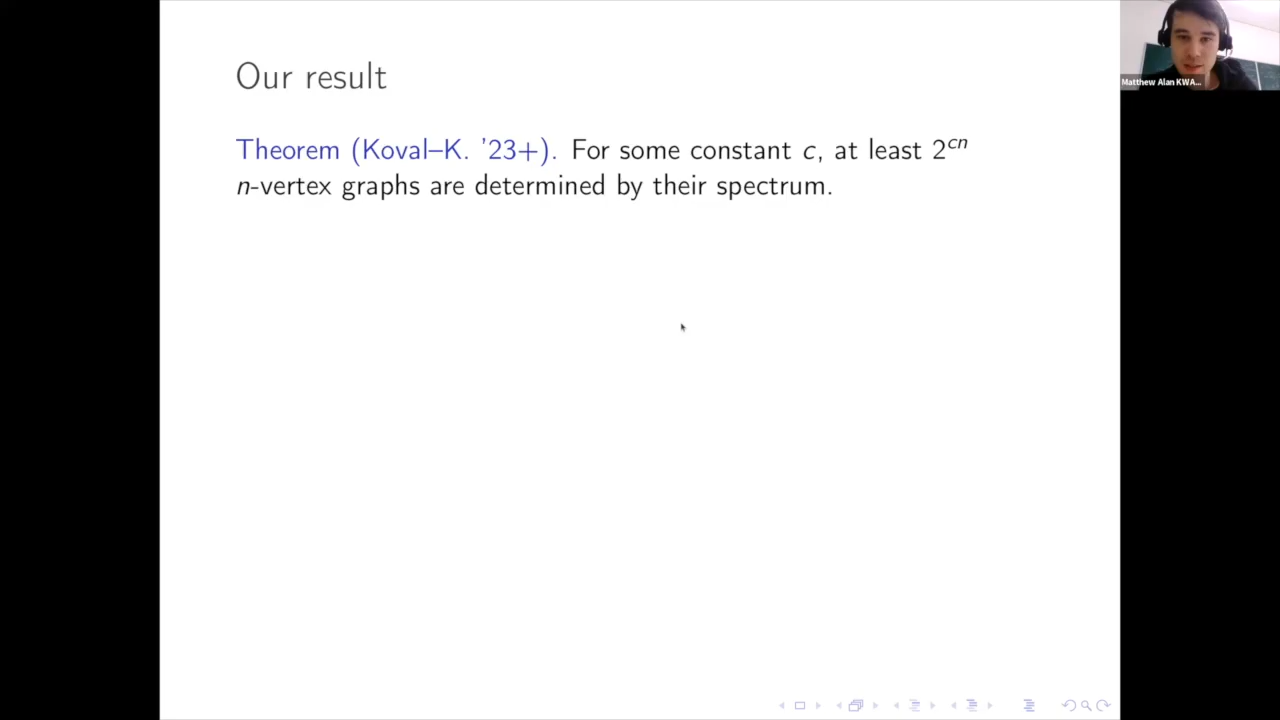 Our result
Theorem (Koval–K. '23+). For some constant c, at least 2^{cn}
n-vertex graphs are determined by their spectrum.
Matthew Alan KWA...